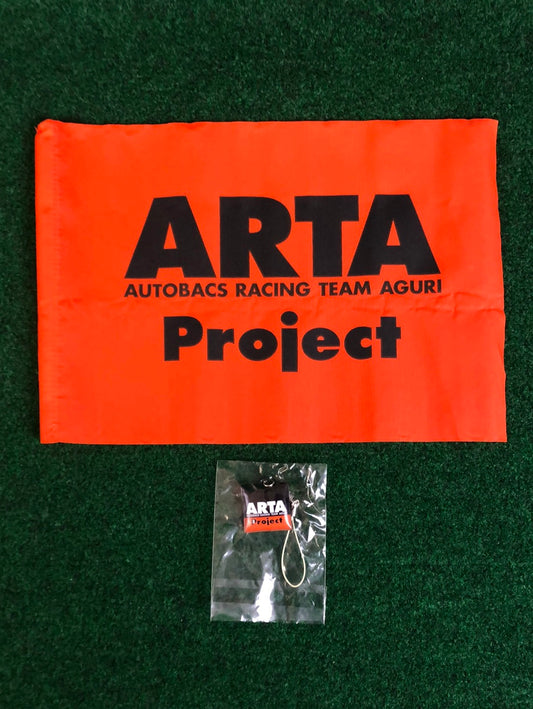 ARTA
AUTOBACS RACING TEAM AGURI
Project
ARTA
Project